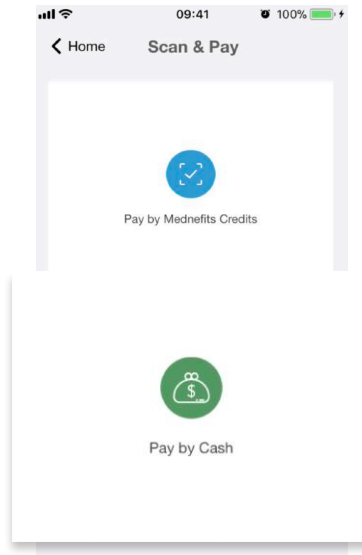 09:41
100%
Home
Scan & Pay
Pay by Mednefits Credits
$
Pay by Cash